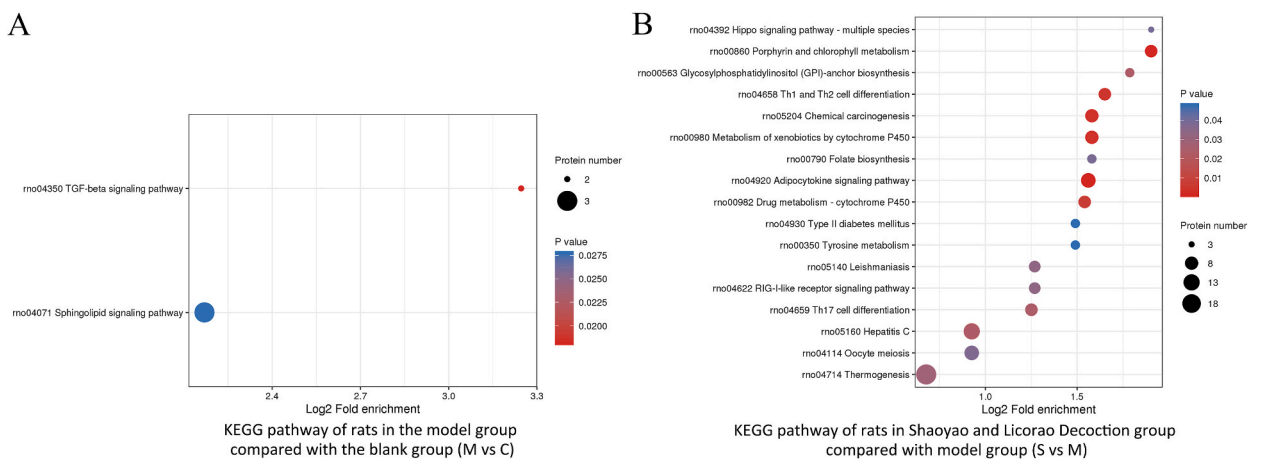 A
rno04350 TGF-beta signaling pathway
rno04071 Sphingolipid signaling pathway
2.4 2.7 3.0 3.3
Log2 Fold enrichment
Protein number
2
3
P value
0.0275
0.0250
0.0225
0.0200
KEGG pathway of rats in the model group
compared with the blank group (M vs C)
B
rno04392 Hippo signaling pathway - multiple species
rno00860 Porphyrin and chlorophyll metabolism
rno00563 Glycosylphosphatidylinositol (GPI)-anchor biosynthesis
rno04658 Th1 and Th2 cell differentiation
rno05204 Chemical carcinogenesis
rno00980 Metabolism of xenobiotics by cytochrome P450
rno00790 Folate biosynthesis
rno04920 Adipocytokine signaling pathway
rno00982 Drug metabolism - cytochrome P450
rno04930 Type II diabetes mellitus
rno00350 Tyrosine metabolism
rno05140 Leishmaniasis
rno04622 RIG-I-like receptor signaling pathway
rno04659 Th17 cell differentiation
rno05160 Hepatitis C
rno04114 Oocyte meiosis
rno04714 Thermogenesis
1.0 1.5
Log2 Fold enrichment
P value
0.04
0.03
0.02
0.01
Protein number
3
8
13
18
KEGG pathway of rats in Shaoyao and Licorao Decoction group
compared with model group (S vs M)